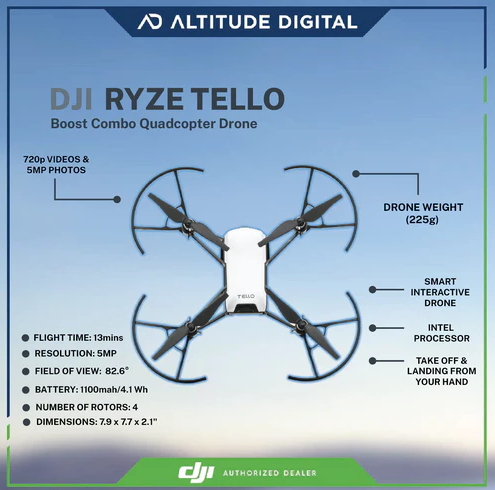 ALTITUDE DIGITAL
DJI RYZE TELLO
Boost Combo Quadcopter Drone
720p VIDEOS &
5MP PHOTOS
DRONE WEIGHT
(225g)
TELLO
SMART
INTERACTIVE
DRONE
INTEL
PROCESSOR
TAKE OFF &
LANDING FROM
YOUR HAND
FLIGHT TIME: 13mins
RESOLUTION: 5MP
FIELD OF VIEW: 82.6°
BATTERY: 1100mah/4.1 Wh
NUMBER OF ROTORS: 4
DIMENSIONS: 7.9 x 7.7 x 2.1"
dji AUTHORIZED DEALER